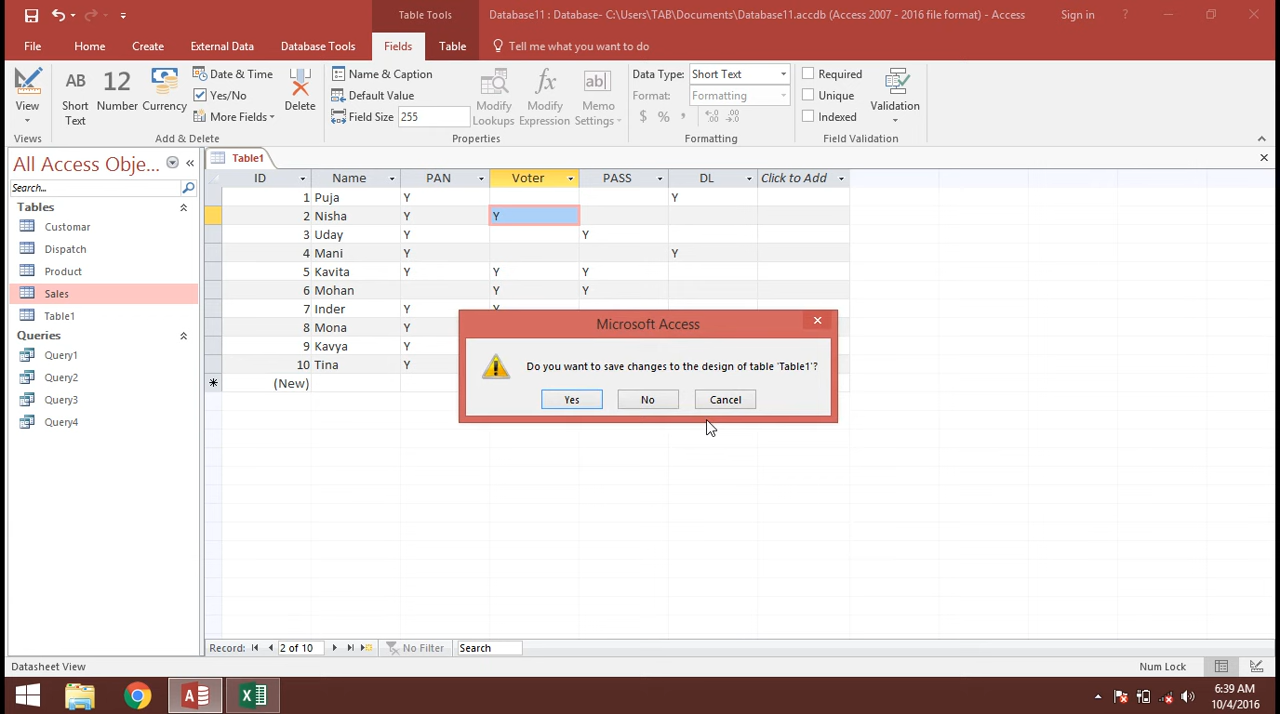 Table Tools
Database11 : Database- C:\Users\TAB\Documents\Database11.accdb (Access 2007 - 2016 file format) - Access
Sign in
?
File Home Create External Data Database Tools Fields Table Tell me what you want to do
View
Views
AB
Short Text
12
Number
Currency
Date & Time
Yes/No
More Fields
Delete
Add & Delete
Name & Caption
Default Value
Field Size 255
Modify Lookups
fx
Modify Expression
ab
Memo Settings
Properties
Data Type: Short Text
Format: Formatting
$ % , .00
Formatting
Required
Unique
Indexed
Validation
Field Validation
All Access Obje... «
Search...
Tables
Customar
Dispatch
Product
Sales
Table1
Queries
Query1
Query2
Query3
Query4
Table1
ID Name PAN Voter PASS DL Click to Add
1 Puja Y Y
2 Nisha Y Y
3 Uday Y Y
4 Mani Y Y
5 Kavita Y Y Y
6 Mohan Y Y
7 Inder Y Y
8 Mona Y
9 Kavya Y
10 Tina Y
(New)
Microsoft Access
Do you want to save changes to the design of table 'Table1'?
Yes No Cancel
Record: 2 of 10 No Filter Search
Datasheet View
Num Lock
6:39 AM
10/4/2016